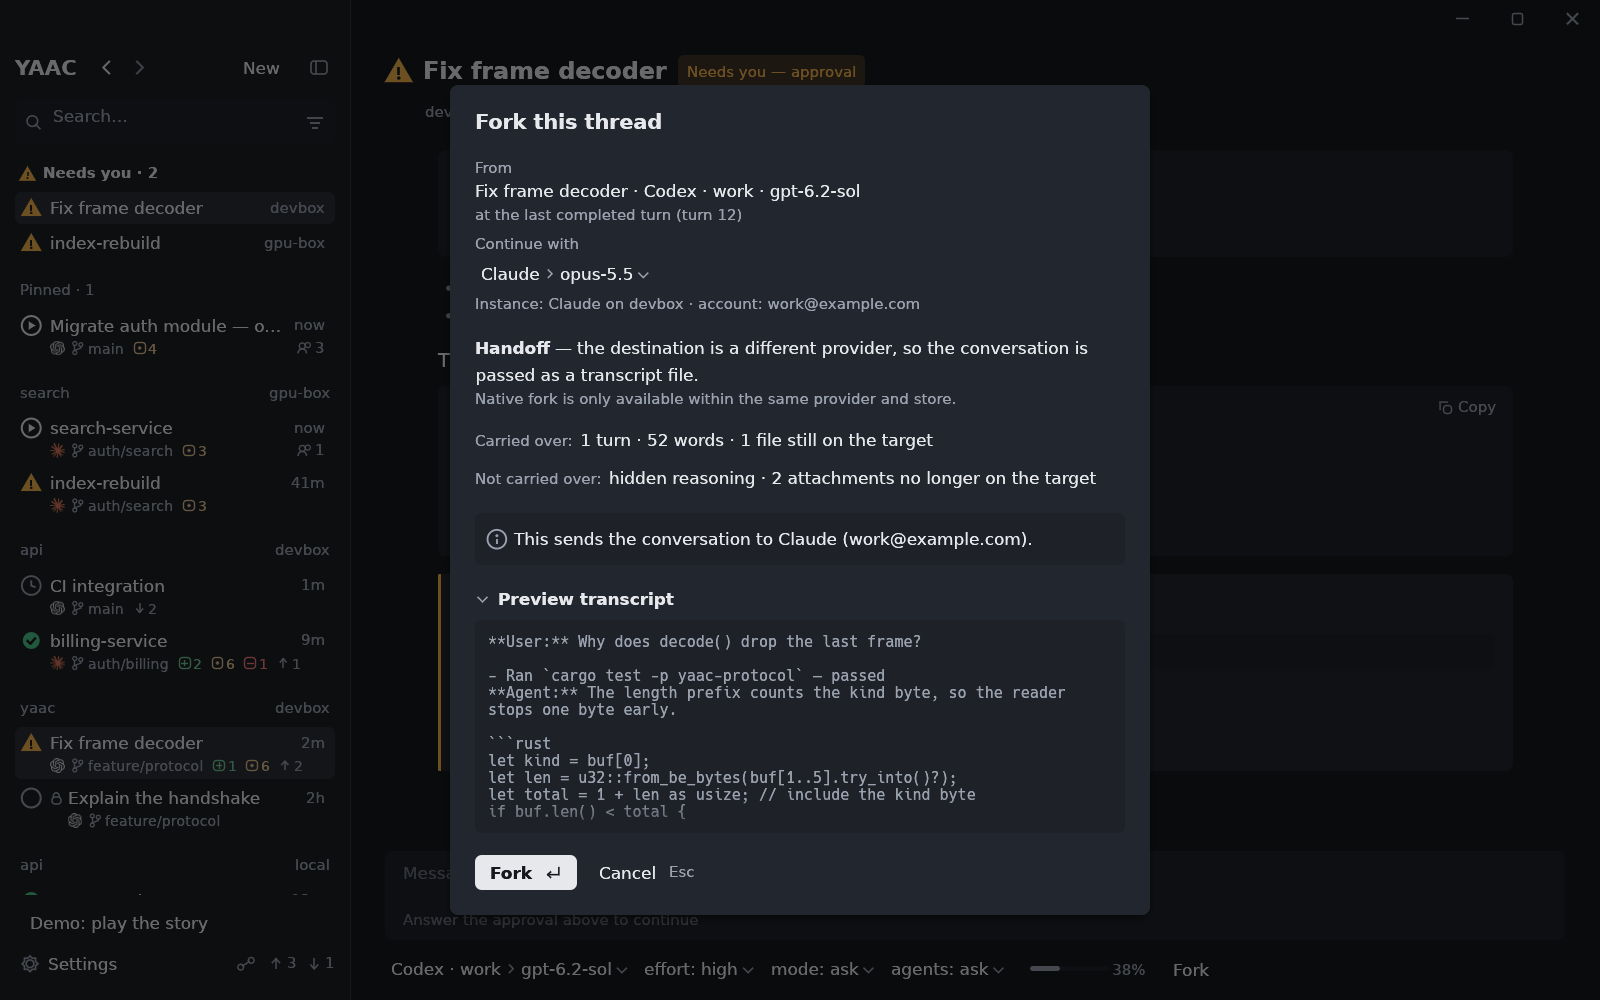 YAAC
New
Search...
Needs you · 2
Fix frame decoder devbox
index-rebuild gpu-box
Pinned · 1
Migrate auth module — o... now
main 4 3
search gpu-box
search-service now
auth/search 3 1
index-rebuild 41m
auth/search 3
api devbox
CI integration 1m
main ↓2
billing-service 9m
auth/billing 2 6 1 ↑1
yaac devbox
Fix frame decoder 2m
feature/protocol 1 6 ↑2
Explain the handshake 2h
feature/protocol
api local
Demo: play the story
Settings ↑3 ↓1
Fix frame decoder Needs you — approval
dev
T
Copy
Fork this thread
From
Fix frame decoder · Codex · work · gpt-6.2-sol
at the last completed turn (turn 12)
Continue with
Claude > opus-5.5
Instance: Claude on devbox · account: work@example.com
Handoff — the destination is a different provider, so the conversation is
passed as a transcript file.
Native fork is only available within the same provider and store.
Carried over: 1 turn · 52 words · 1 file still on the target
Not carried over: hidden reasoning · 2 attachments no longer on the target
This sends the conversation to Claude (work@example.com).
Preview transcript
**User:** Why does decode() drop the last frame?
- Ran `cargo test -p yaac-protocol` — passed
**Agent:** The length prefix counts the kind byte, so the reader
stops one byte early.
```rust
let kind = buf[0];
let len = u32::from_be_bytes(buf[1..5].try_into()?);
let total = 1 + len as usize; // include the kind byte
if buf.len() < total {
Fork ↵ Cancel Esc
Messa
Answer the approval above to continue
Codex · work > gpt-6.2-sol effort: high mode: ask agents: ask 38% Fork